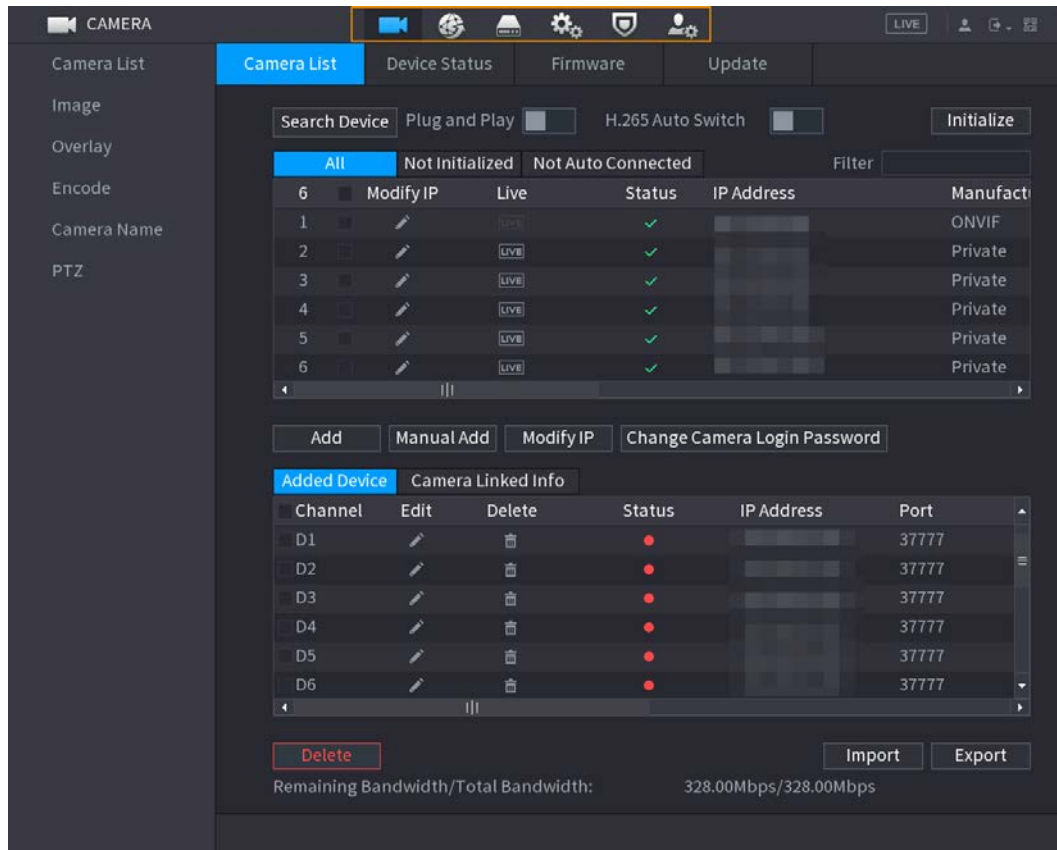 CAMERA LIVE
Camera List
Image
Overlay
Encode
Camera Name
PTZ
Camera List Device Status Firmware Update
Search Device Plug and Play H.265 Auto Switch Initialize
All Not Initialized Not Auto Connected Filter
6 Modify IP Live Status IP Address Manufactu
1 LIVE ONVIF
2 LIVE Private
3 LIVE Private
4 LIVE Private
5 LIVE Private
6 LIVE Private
Add Manual Add Modify IP Change Camera Login Password
Added Device Camera Linked Info
Channel Edit Delete Status IP Address Port
D1 37777
D2 37777
D3 37777
D4 37777
D5 37777
D6 37777
Delete Import Export
Remaining Bandwidth/Total Bandwidth: 328.00Mbps/328.00Mbps